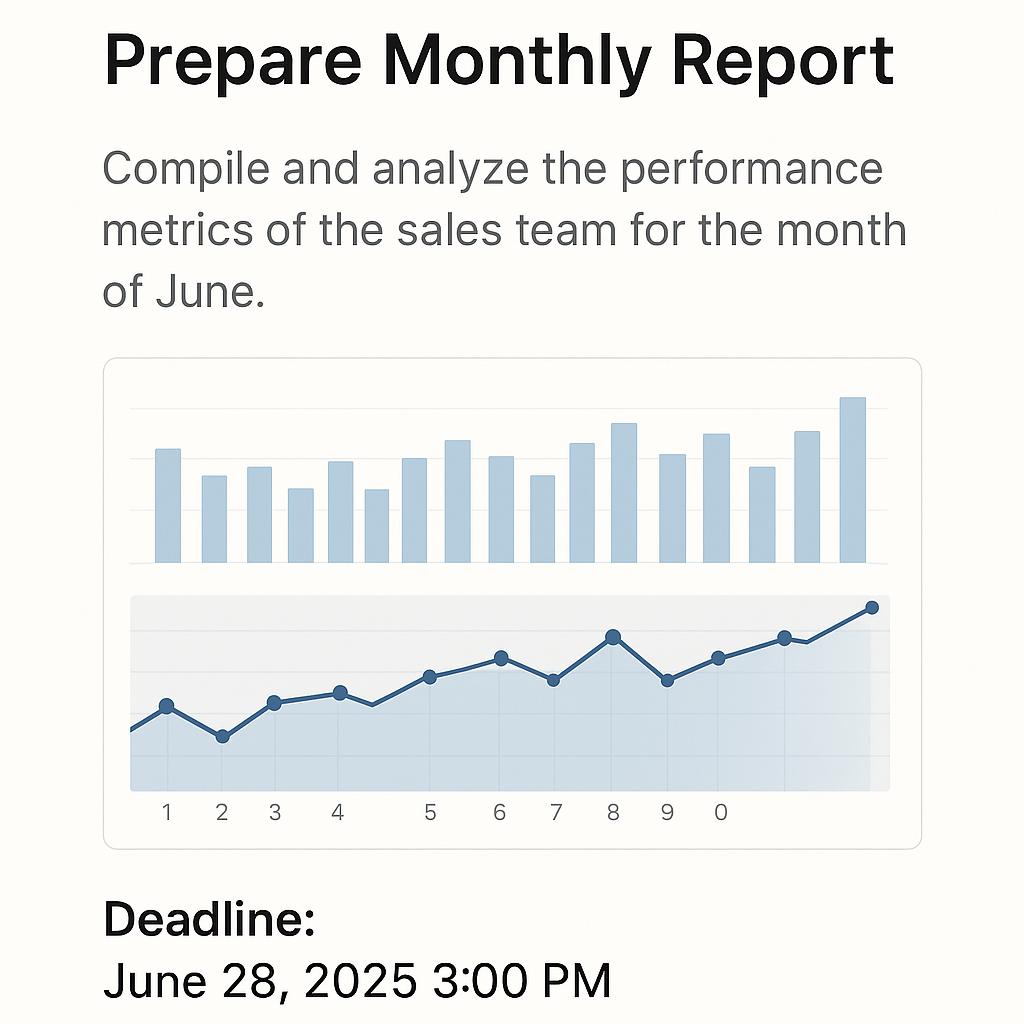 Prepare Monthly Report
Compile and analyze the performance
metrics of the sales team for the month
of June.
1 2 3 4 5 6 7 8 9 0
Deadline:
June 28, 2025 3:00 PM